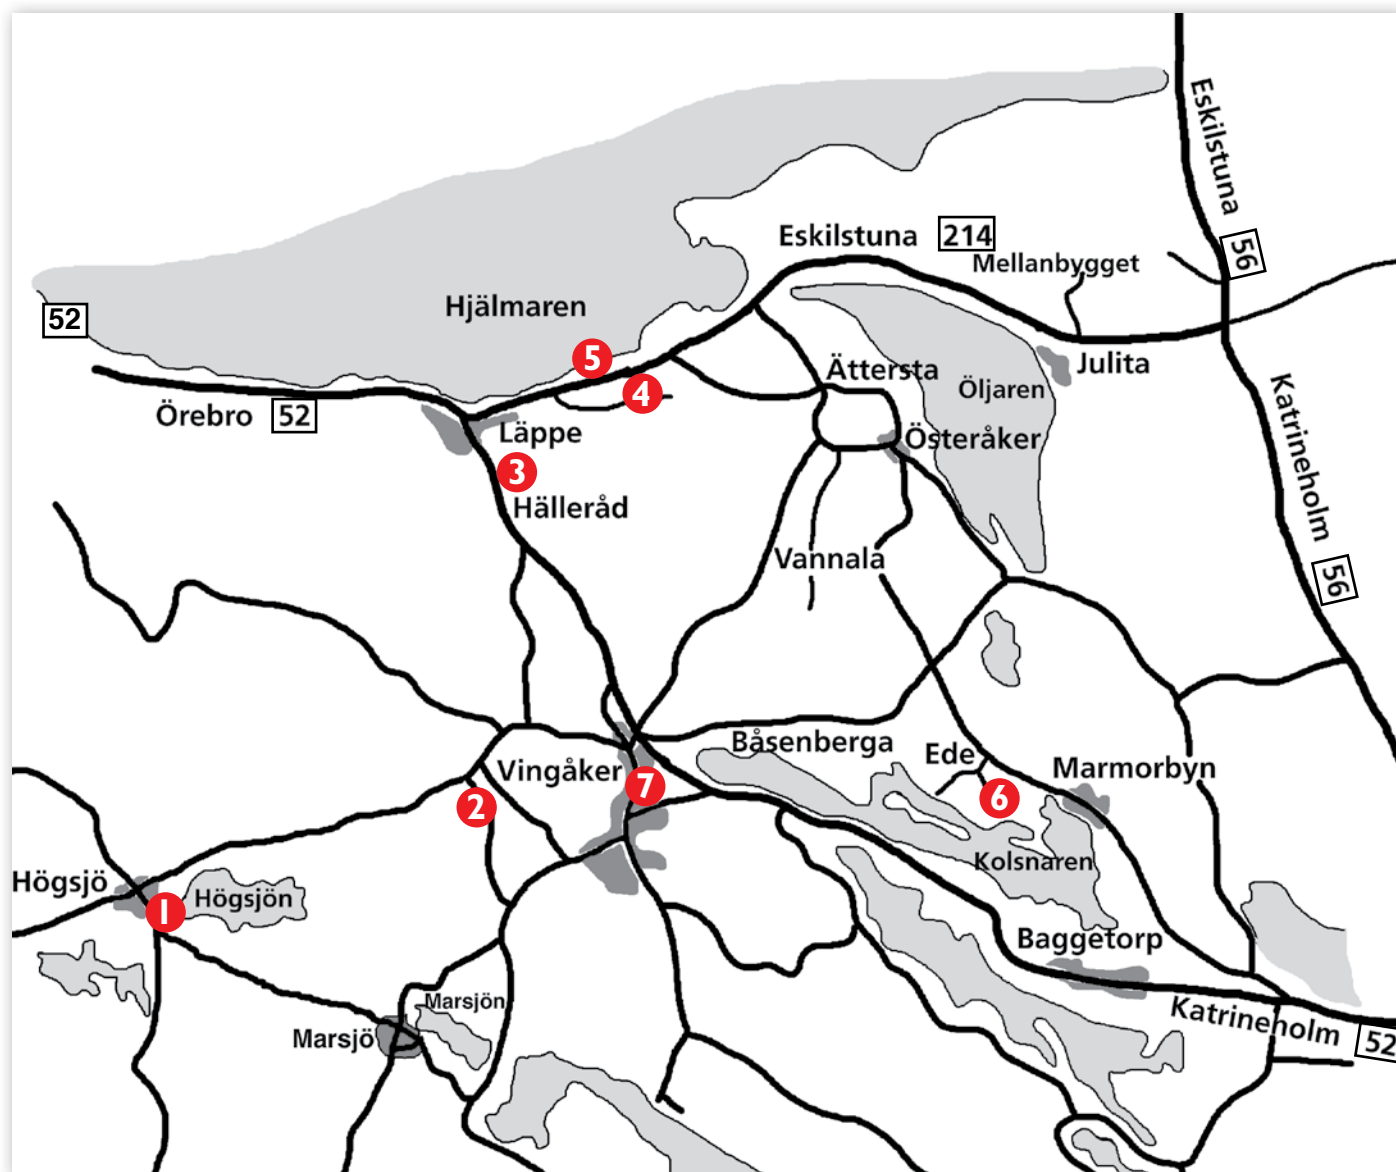 Eskilstuna
56
Eskilstuna 214
Mellanbygget
Hjälmaren
52
5
Julita
Ättersta
4
Öljaren
Örebro 52
Läppe
Österåker
Katrineholm
3
Hälleråd
Vannala
56
Båsenberga
Ede
Marmorbyn
Vingåker
7
6
2
Kolsnaren
Högsjö
Högsjön
1
Baggetorp
Marsjön
Katrineholm
52
Marsjö